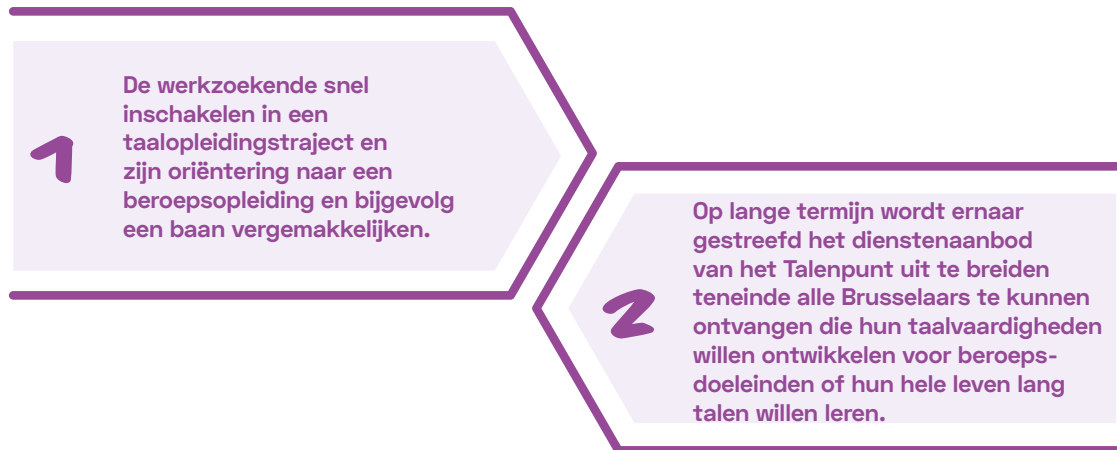 1
De werkzoekende snel
inschakelen in een
taalopleidingstraject en
zijn oriëntering naar een
beroepsopleiding en bijgevolg
een baan vergemakkelijken.
2
Op lange termijn wordt ernaar
gestreefd het dienstenaanbod
van het Talenpunt uit te breiden
teneinde alle Brusselaars te kunnen
ontvangen die hun taalvaardigheden
willen ontwikkelen voor beroeps-
doeleinden of hun hele leven lang
talen willen leren.